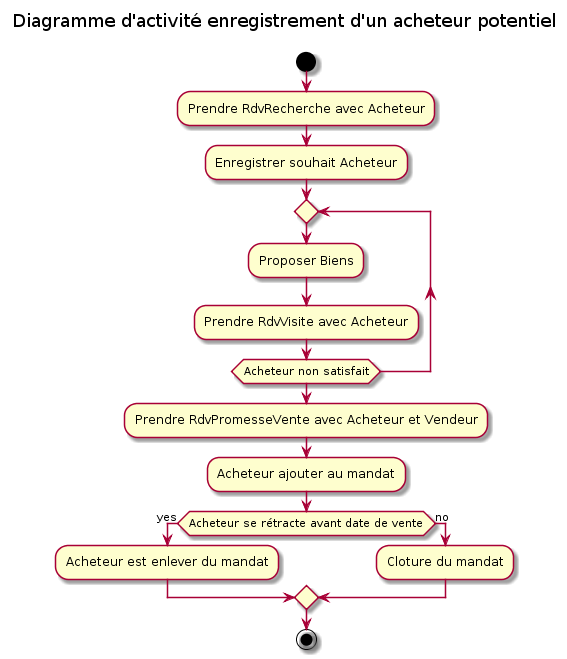 Diagramme d'activité enregistrement d'un acheteur potentiel
Prendre RdvRecherche avec Acheteur
Enregistrer souhait Acheteur
Proposer Biens
Prendre RdvVisite avec Acheteur
Acheteur non satisfait
Prendre RdvPromesseVente avec Acheteur et Vendeur
Acheteur ajouter au mandat
yes
Acheteur se rétracte avant date de vente
no
Acheteur est enlever du mandat
Cloture du mandat